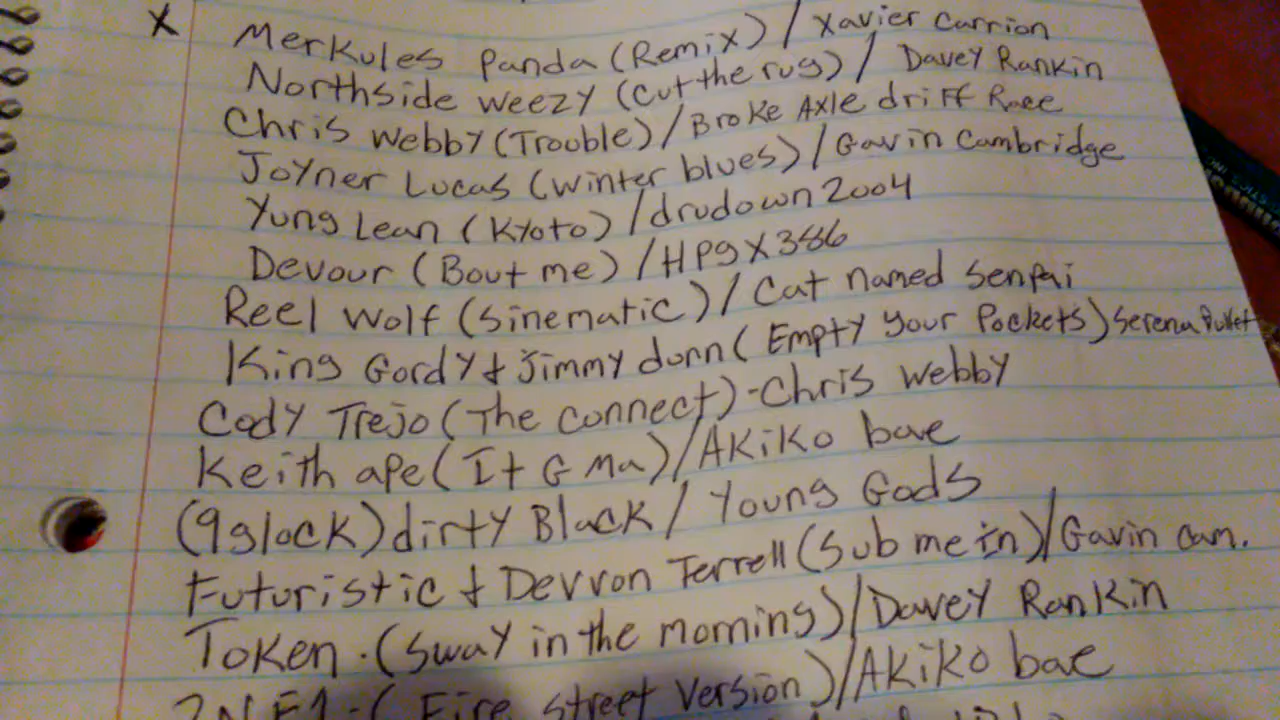 X Merkules Panda (Remix) / Xavier Carrion
Northside Weezy (Cut the rug) / Davey Rankin
Chris Webby (Trouble) / Broke Axle driff Race
Joyner Lucas (Winter blues) / Gavin Cambridge
Yung Lean (Kyoto) / drudown2004
Devour (Bout me) / HPgX386
Reel Wolf (Sinematic) / Cat named Senpai
King Gordy + Jimmy donn (Empty your Pockets) Serena
Cody Trejo (The Connect) - Chris Webby
Keith ape (It G Ma) / AKiKo bae
(9glock) dirty Black / Young Gods
Futuristic + Devvon Terrell (Sub me in) / Gavin cam.
Token. (Sway in the morning) / Davey Rankin
2NE1 - (Fire street Version) / AKiKo bae